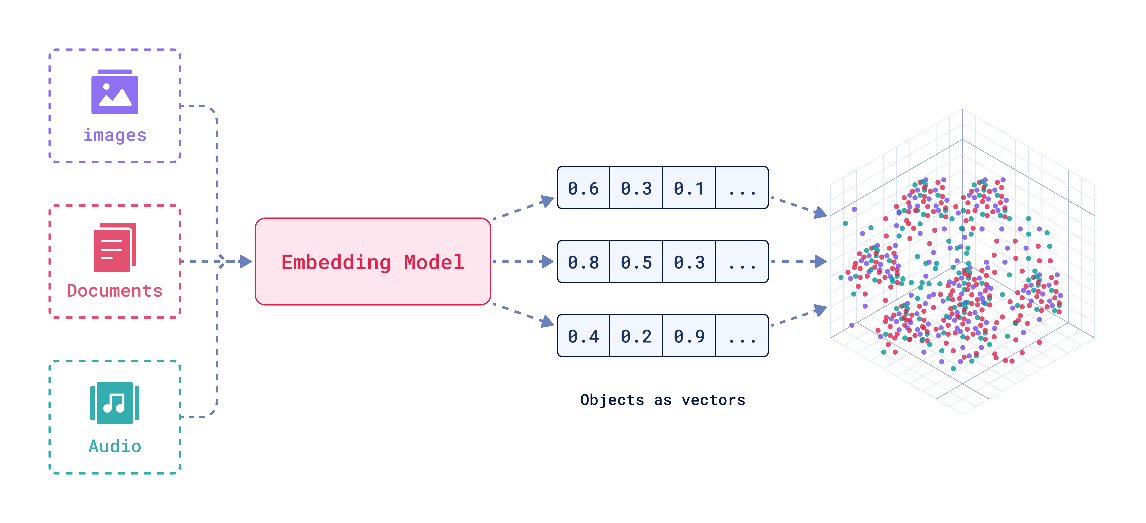 images
Documents
Audio
Embedding Model
0.6 0.3 0.1 ...
0.8 0.5 0.3 ...
0.4 0.2 0.9 ...
Objects as vectors